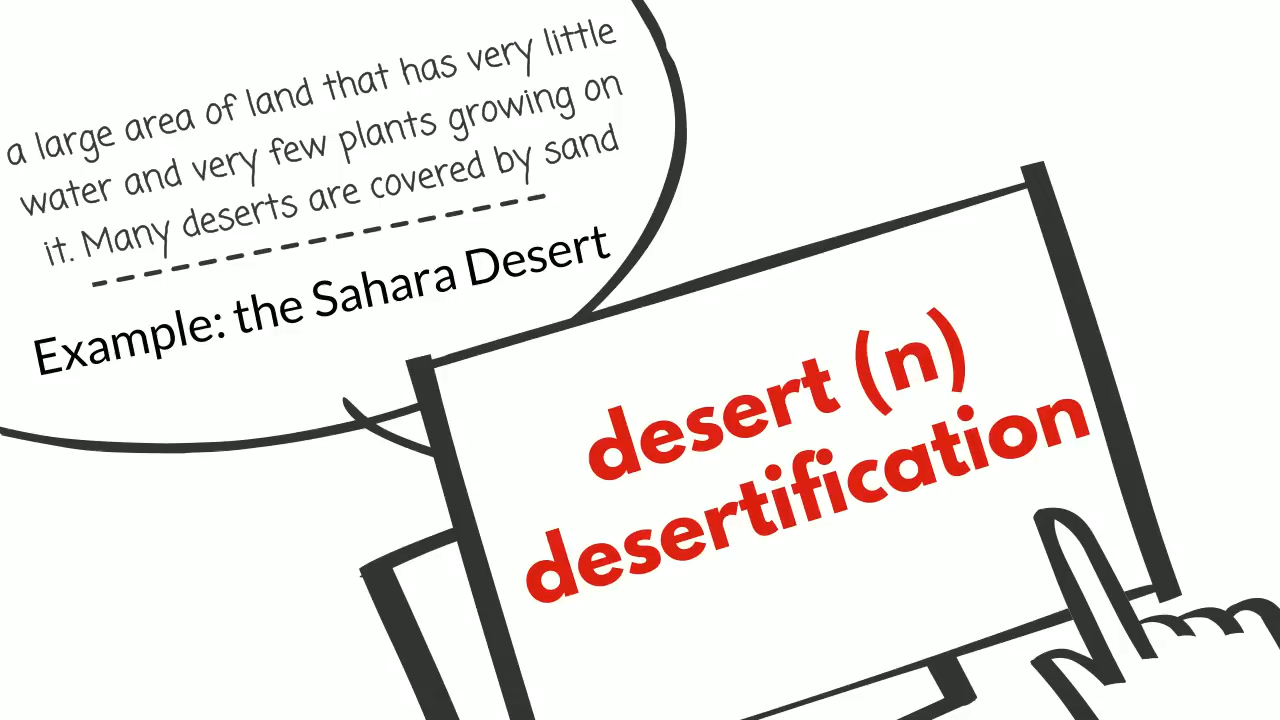 a large area of land that has very little
water and very few plants growing on
it. Many deserts are covered by sand
Example: the Sahara Desert
desert (n)
desertification